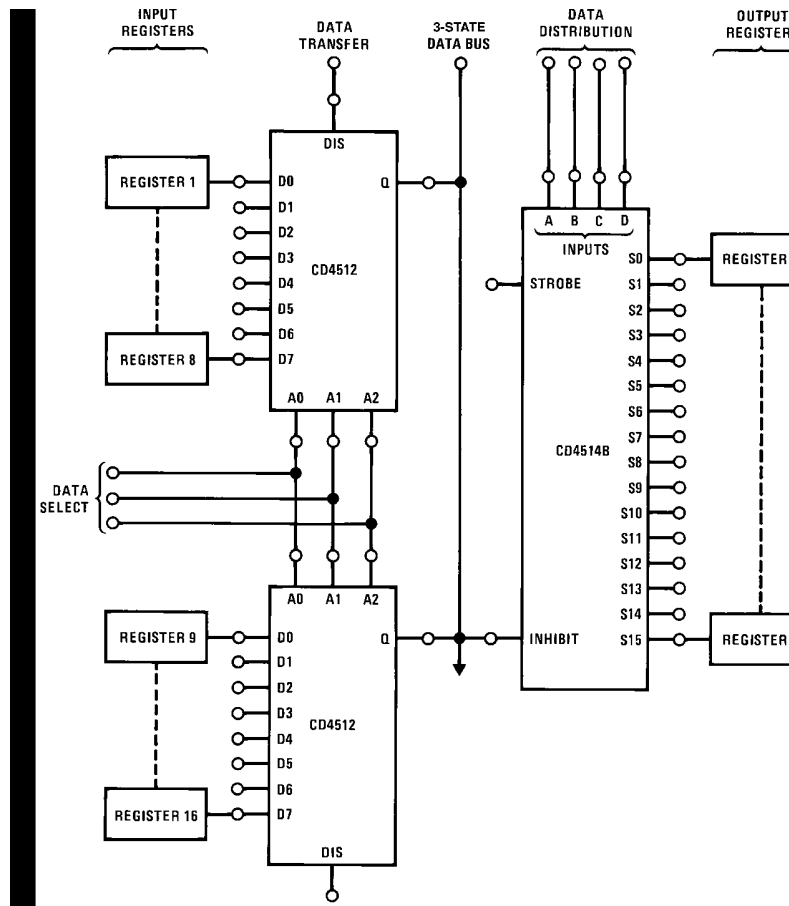 INPUT
REGISTERS
DATA
TRANSFER
3-STATE
DATA BUS
DATA
DISTRIBUTION
OUTPUT
REGISTER
DIS
REGISTER 1
D0
Q
D1
D2
D3
CD4512
D4
D5
D6
REGISTER 8
D7
A0 A1 A2
A B C D
INPUTS
STROBE
CD4514B
INHIBIT
S0
REGISTER
S1
S2
S3
S4
S5
S6
S7
S8
S9
S10
S11
S12
S13
S14
S15
REGISTER
DATA
SELECT
A0 A1 A2
REGISTER 9
D0
Q
D1
D2
D3
CD4512
D4
D5
D6
REGISTER 16
D7
DIS